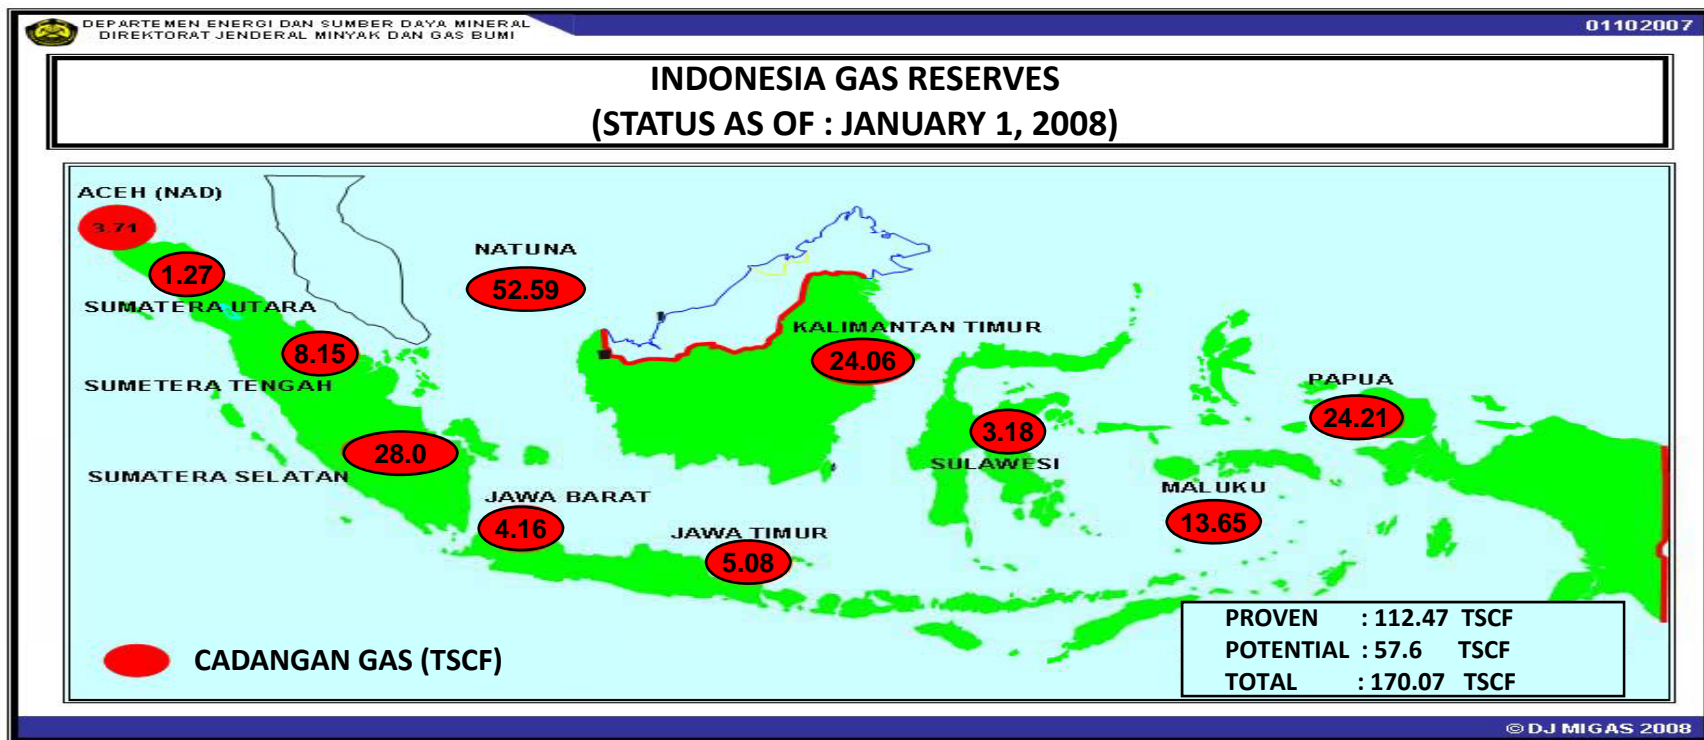 DEPARTEMEN ENERGI DAN SUMBER DAYA MINERAL
DIREKTORAT JENDERAL MINYAK DAN GAS BUMI
01102007
INDONESIA GAS RESERVES
(STATUS AS OF : JANUARY 1, 2008)
ACEH (NAD)
3.71
1.27
SUMATERA UTARA
NATUNA
52.59
8.15
SUMETERA TENGAH
KALIMANTAN TIMUR
24.06
PAPUA
24.21
28.0
SUMATERA SELATAN
3.18
SULAWESI
MALUKU
13.65
JAWA BARAT
4.16
JAWA TIMUR
5.08
CADANGAN GAS (TSCF)
PROVEN : 112.47 TSCF
POTENTIAL : 57.6 TSCF
TOTAL : 170.07 TSCF
© DJ MIGAS 2008